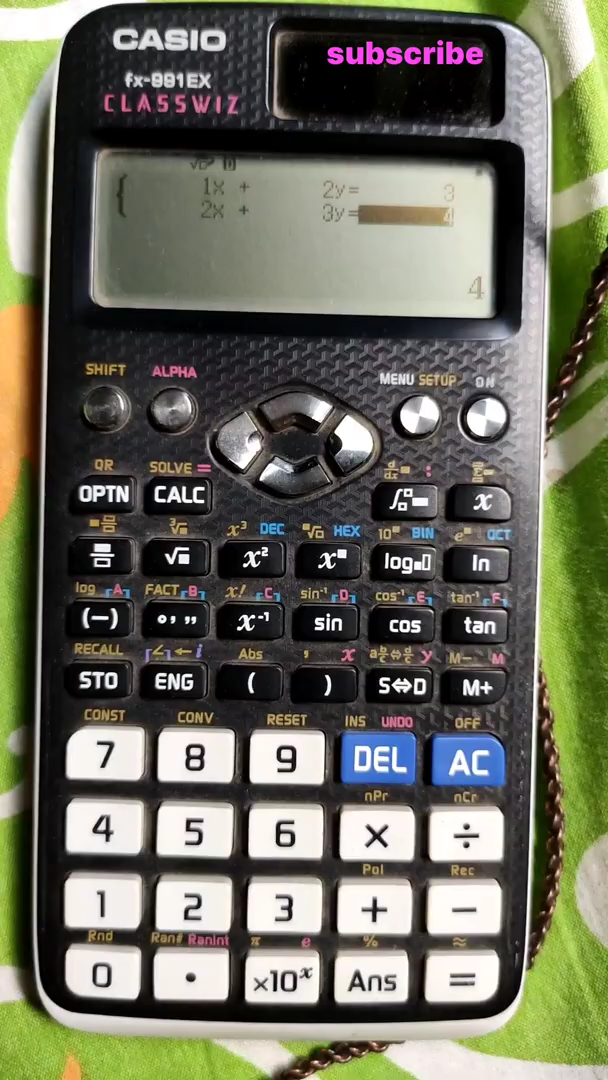 CASIO
subscribe
fx-991EX
CLASSWIZ
1x + 2y= 3
2x + 3y= 4
4
SHIFT ALPHA MENU SETUP ON
QR SOLVE =
OPTN CALC x
x³ DEC HEX BIN OCT
x² log ln
log A FACT B x! C sin⁻¹ D cos⁻¹ E tan⁻¹ F
(−) x⁻¹ sin cos tan
RECALL Abs M− M
STO ENG ( ) S⇔D M+
CONST CONV RESET INS UNDO OFF
7 8 9 DEL AC
nPr nCr
4 5 6 × ÷
Pol Rec
1 2 3 + −
Rnd Ran# RanInt π e % ≈
0 • ×10ˣ Ans =